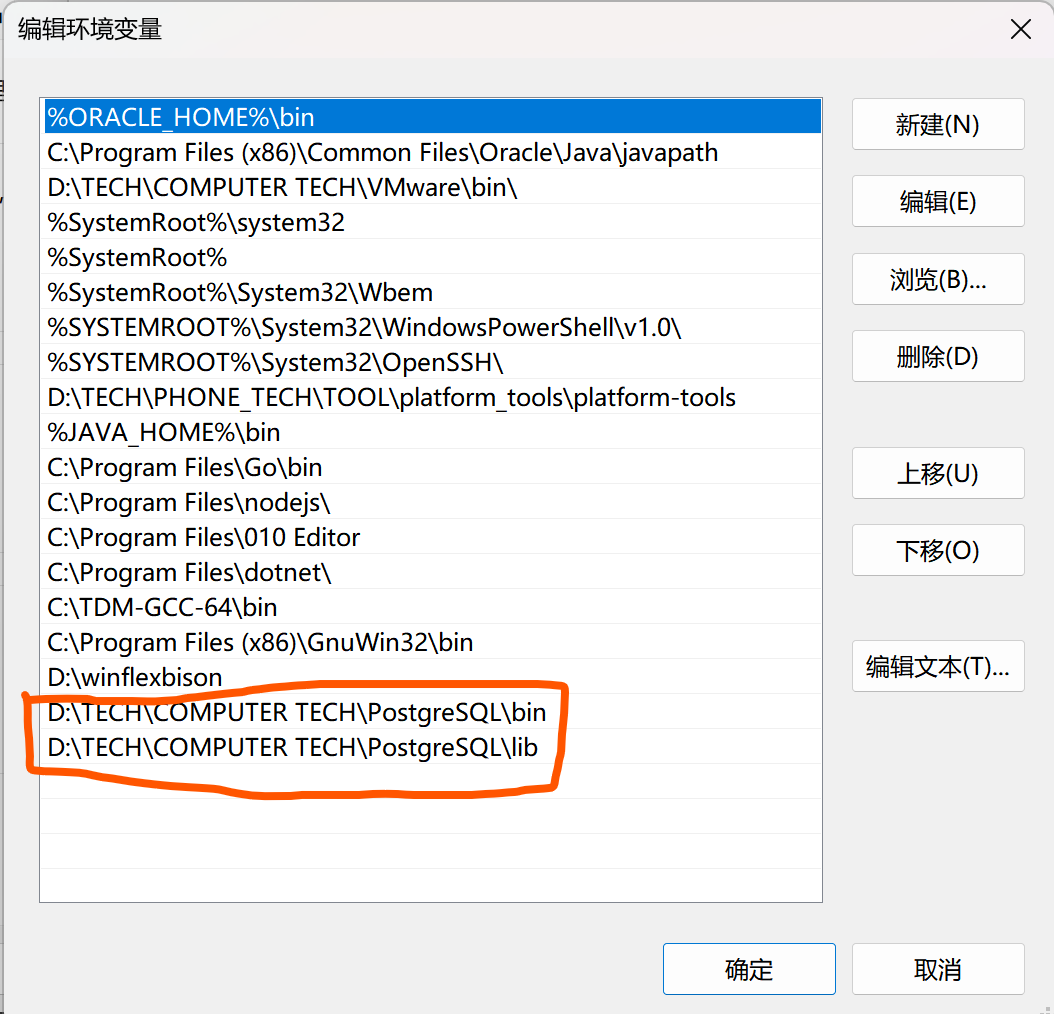 编辑环境变量
%ORACLE_HOME%\bin
C:\Program Files (x86)\Common Files\Oracle\Java\javapath
D:\TECH\COMPUTER TECH\VMware\bin\
%SystemRoot%\system32
%SystemRoot%
%SystemRoot%\System32\Wbem
%SYSTEMROOT%\System32\WindowsPowerShell\v1.0\
%SYSTEMROOT%\System32\OpenSSH\
D:\TECH\PHONE_TECH\TOOL\platform_tools\platform-tools
%JAVA_HOME%\bin
C:\Program Files\Go\bin
C:\Program Files\nodejs\
C:\Program Files\010 Editor
C:\Program Files\dotnet\
C:\TDM-GCC-64\bin
C:\Program Files (x86)\GnuWin32\bin
D:\winflexbison
D:\TECH\COMPUTER TECH\PostgreSQL\bin
D:\TECH\COMPUTER TECH\PostgreSQL\lib
新建(N)
编辑(E)
浏览(B)...
删除(D)
上移(U)
下移(O)
编辑文本(T)...
确定
取消